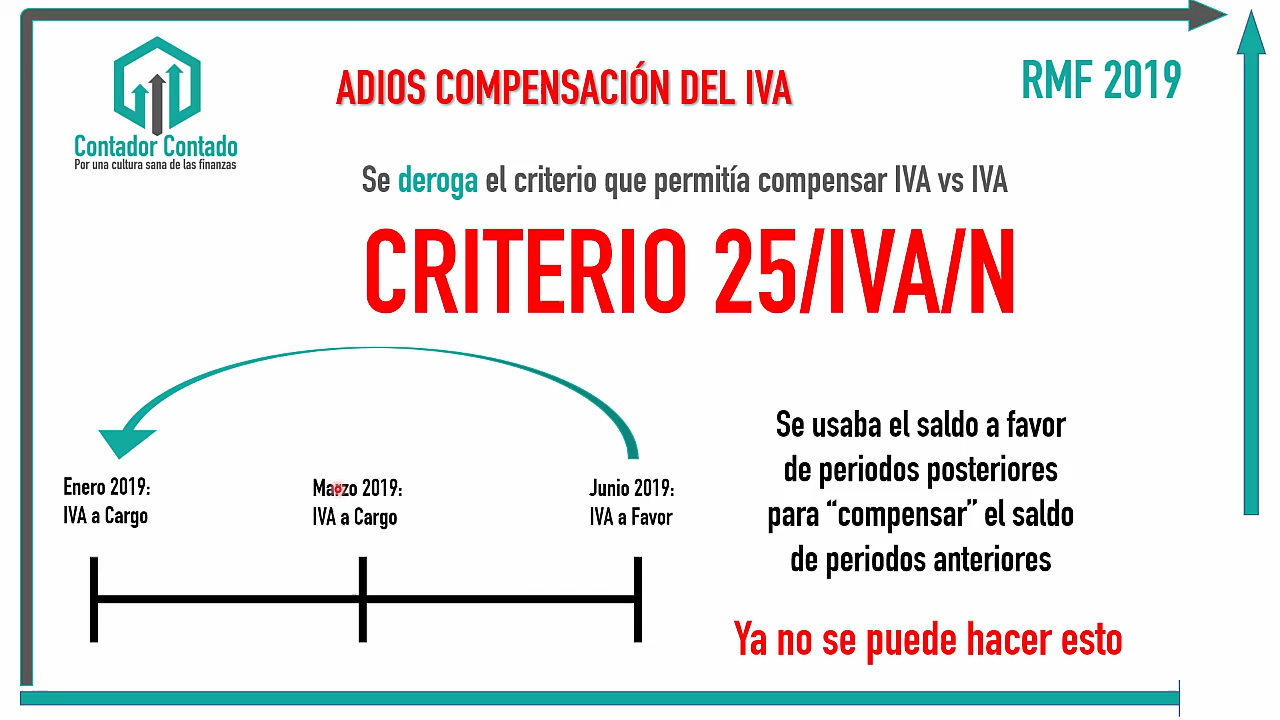 ADIOS COMPENSACIÓN DEL IVA
RMF 2019
Contador Contado
Por una cultura sana de las finanzas
Se deroga el criterio que permitía compensar IVA vs IVA
CRITERIO 25/IVA/N
Enero 2019:
IVA a Cargo
Marzo 2019:
IVA a Cargo
Junio 2019:
IVA a Favor
Se usaba el saldo a favor
de periodos posteriores
para “compensar” el saldo
de periodos anteriores
Ya no se puede hacer esto